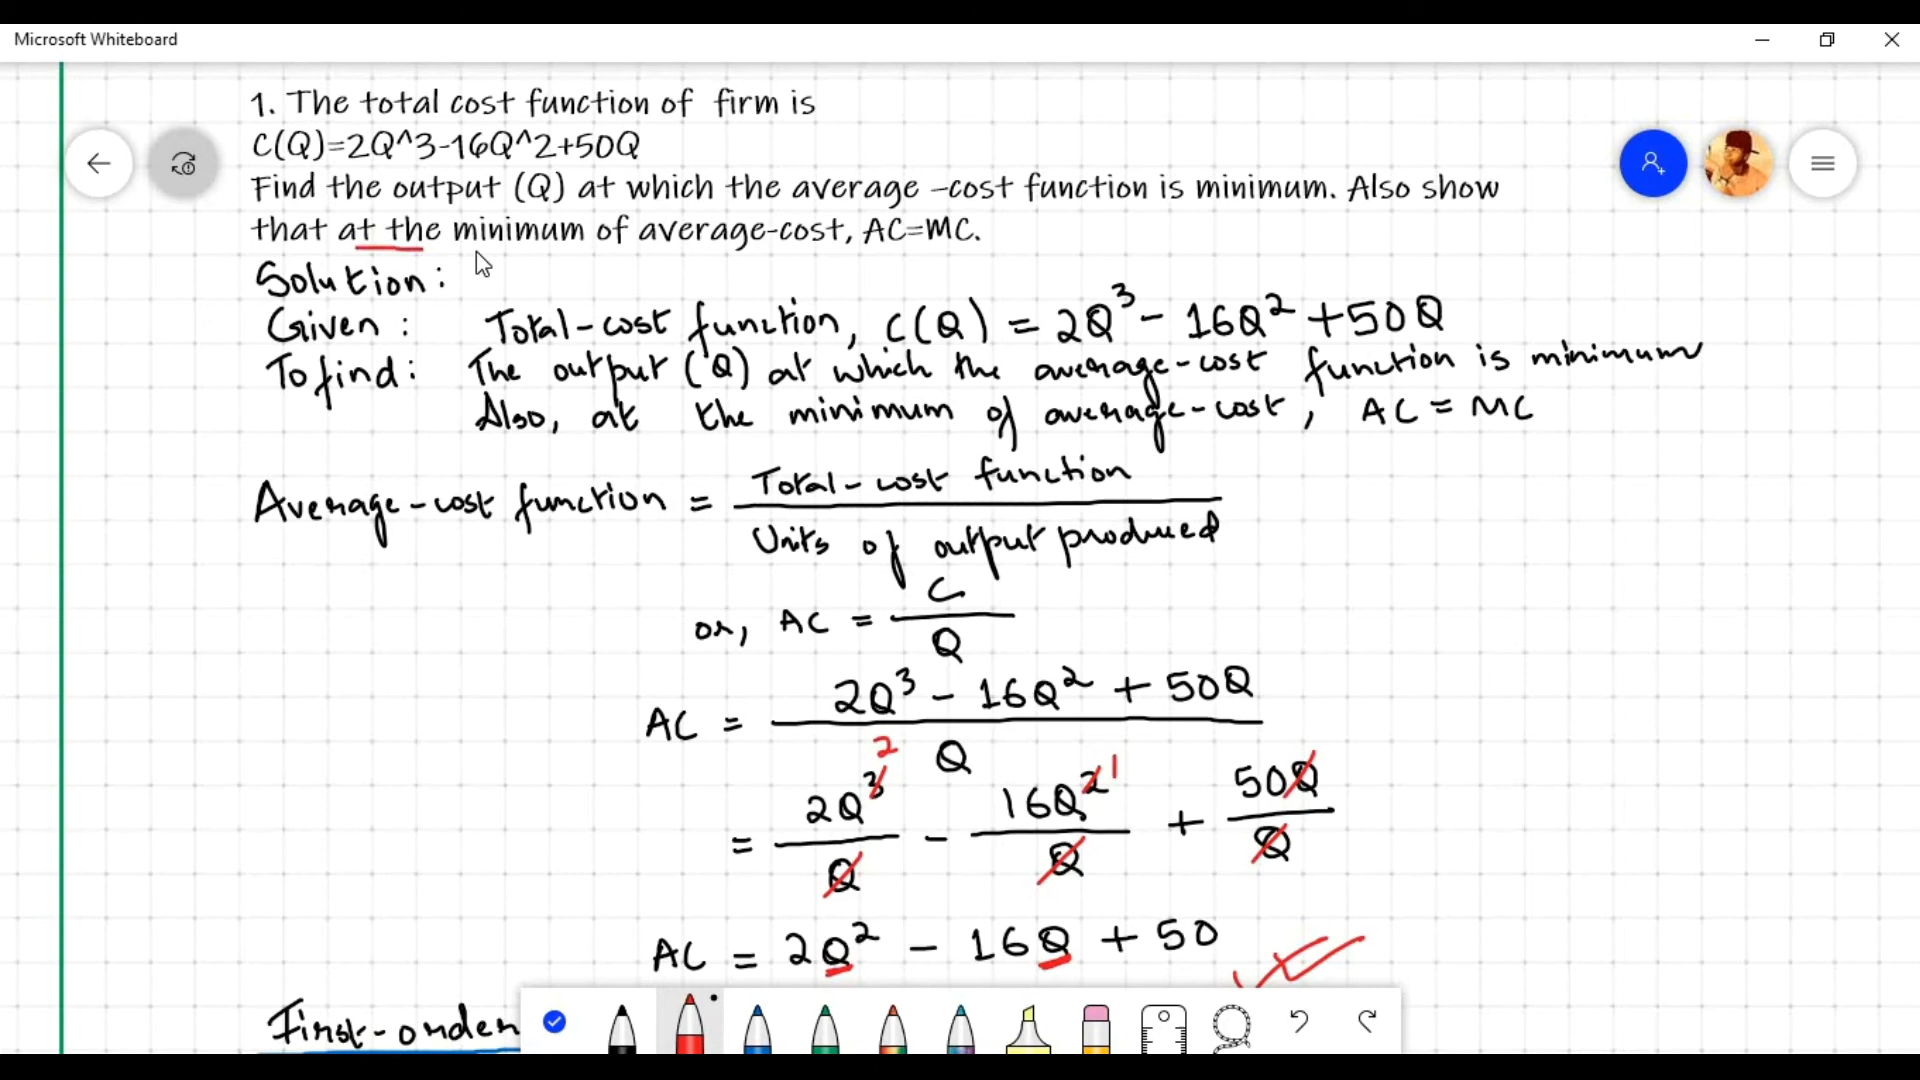 Microsoft Whiteboard
1. The total cost function of firm is
C(Q)=2Q^3-16Q^2+50Q
Find the output (Q) at which the average -cost function is minimum. Also show
that at the minimum of average-cost, AC=MC.
Solution:
Given: Total-cost function, C(Q) = 2Q³ - 16Q² + 50Q
To find: The output (Q) at which the average-cost function is minimum
Also, at the minimum of average-cost, AC = MC
Average-cost function = Total-cost function / Units of output produced
or, AC = C / Q
AC = 2Q³ - 16Q² + 50Q / Q
= 2Q³ 2 / Q - 16Q² 1 / Q + 50Q / Q
AC = 2Q² - 16Q + 50
First-order